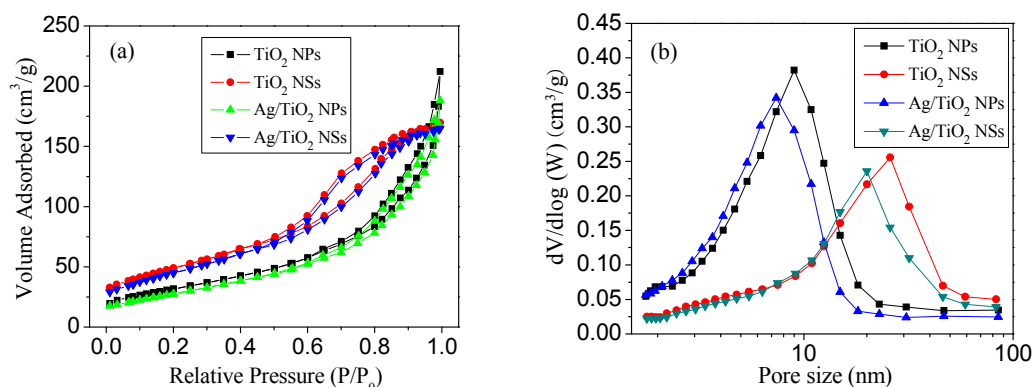 (a)
TiO2 NPs
TiO2 NSs
Ag/TiO2 NPs
Ag/TiO2 NSs
Volume Adsorbed (cm3/g)
250
200
150
100
50
0
0.0 0.2 0.4 0.6 0.8 1.0
Relative Pressure (P/P0)
(b)
TiO2 NPs
TiO2 NSs
Ag/TiO2 NPs
Ag/TiO2 NSs
dV/dlog (W) (cm3/g)
0.45
0.40
0.35
0.30
0.25
0.20
0.15
0.10
0.05
0.00
10 100
Pore size (nm)